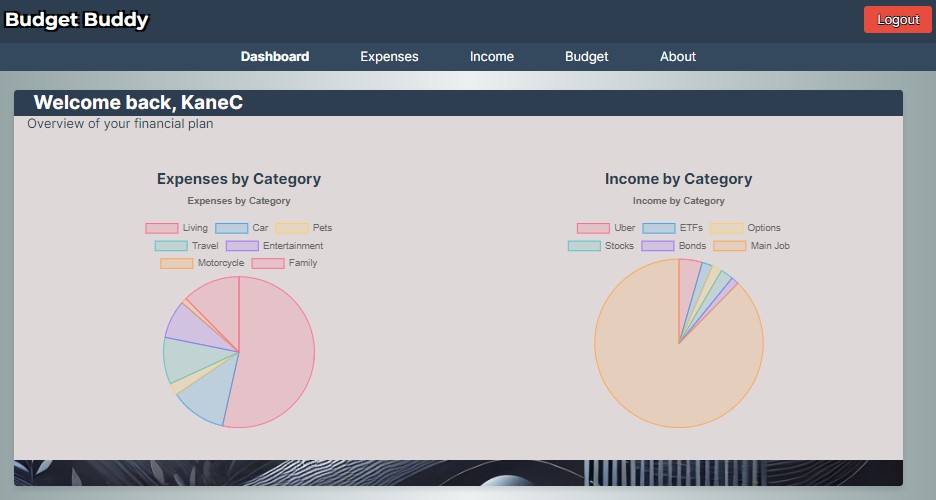 Budget Buddy
Logout
Dashboard Expenses Income Budget About
Welcome back, KaneC
Overview of your financial plan
Expenses by Category
Expenses by Category
Living Car Pets
Travel Entertainment
Motorcycle Family
Income by Category
Income by Category
Uber ETFs Options
Stocks Bonds Main Job